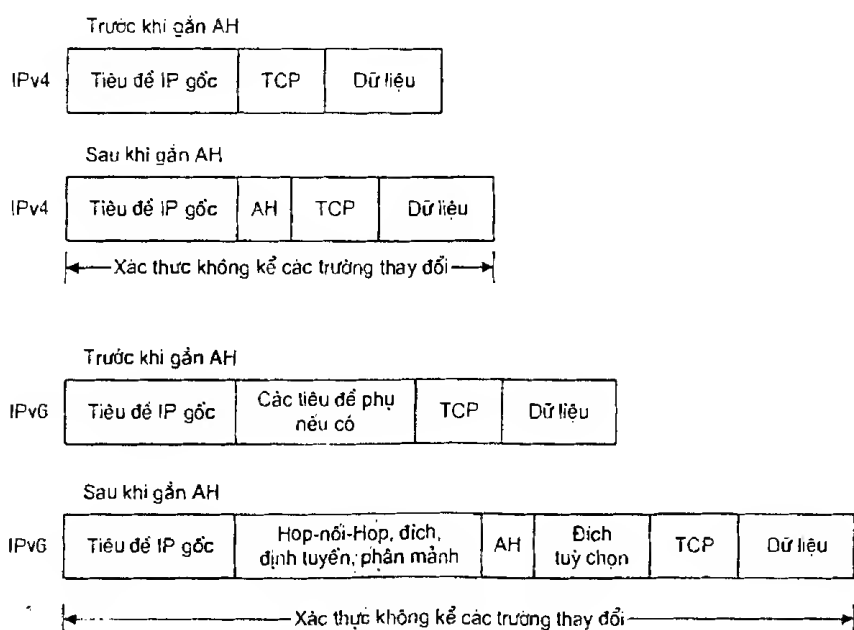 Trước khi gắn AH
IPv4 Tiêu đề IP gốc TCP Dữ liệu
Sau khi gắn AH
IPv4 Tiêu đề IP gốc AH TCP Dữ liệu
Xác thực không kể các trường thay đổi
Trước khi gắn AH
IPv6 Tiêu đề IP gốc Các tiêu đề phụ nếu có TCP Dữ liệu
Sau khi gắn AH
IPv6 Tiêu đề IP gốc Hop-nối-Hop, đích, định tuyến, phân mảnh AH Đích tuỳ chọn TCP Dữ liệu
Xác thực không kể các trường thay đổi